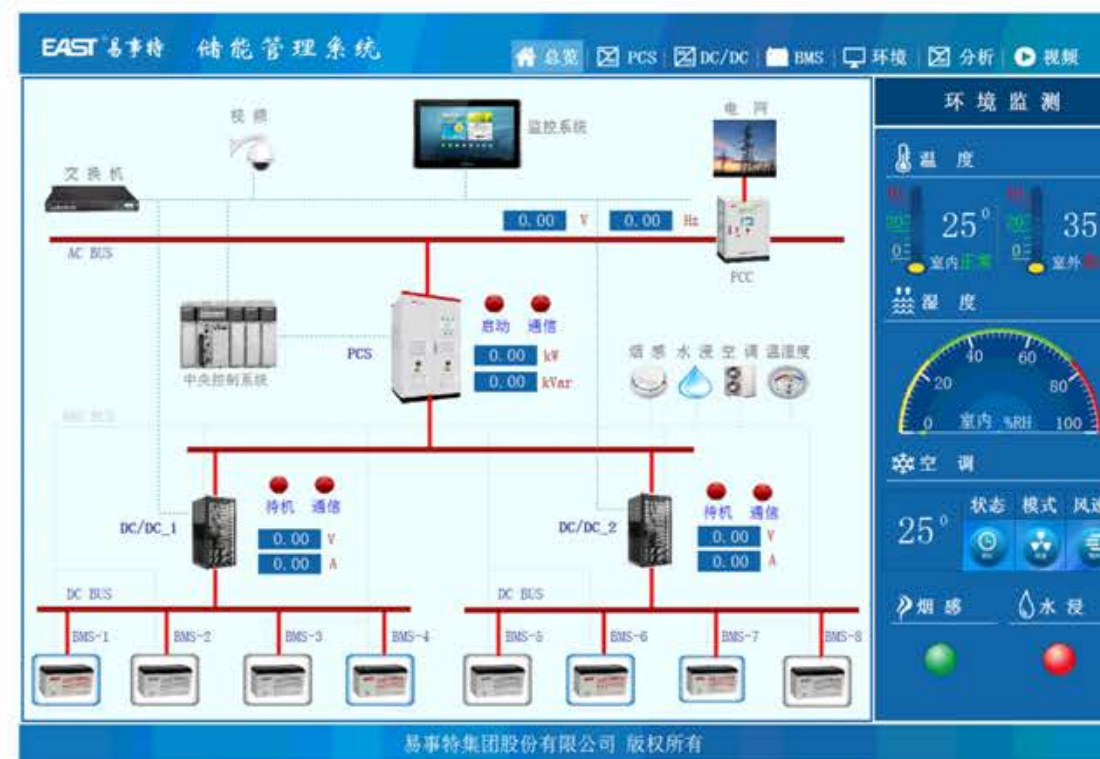 EAST 易事特 储能管理系统
总览 PCS DC/DC BMS 环境 分析 视频
环境监测
视频
监控系统
电网
交换机
0.00 V 0.00 Hz
AC BUS
PCC
中央控制系统
PCS
启动 通信
0.00 kW
0.00 kVar
烟感 水浸 空调 温湿度
DC/DC_1
待机 通信
0.00 V
0.00 A
DC/DC_2
待机 通信
0.00 V
0.00 A
DC BUS
DC BUS
BMS-1 BMS-2 BMS-3 BMS-4 BMS-5 BMS-6 BMS-7 BMS-8
温度
25°
室内正常
35
室外
湿度
0 20 40 60 80 100
室内 %RH
空调
25°
状态 模式 风速
烟感 水浸
易事特集团股份有限公司 版权所有